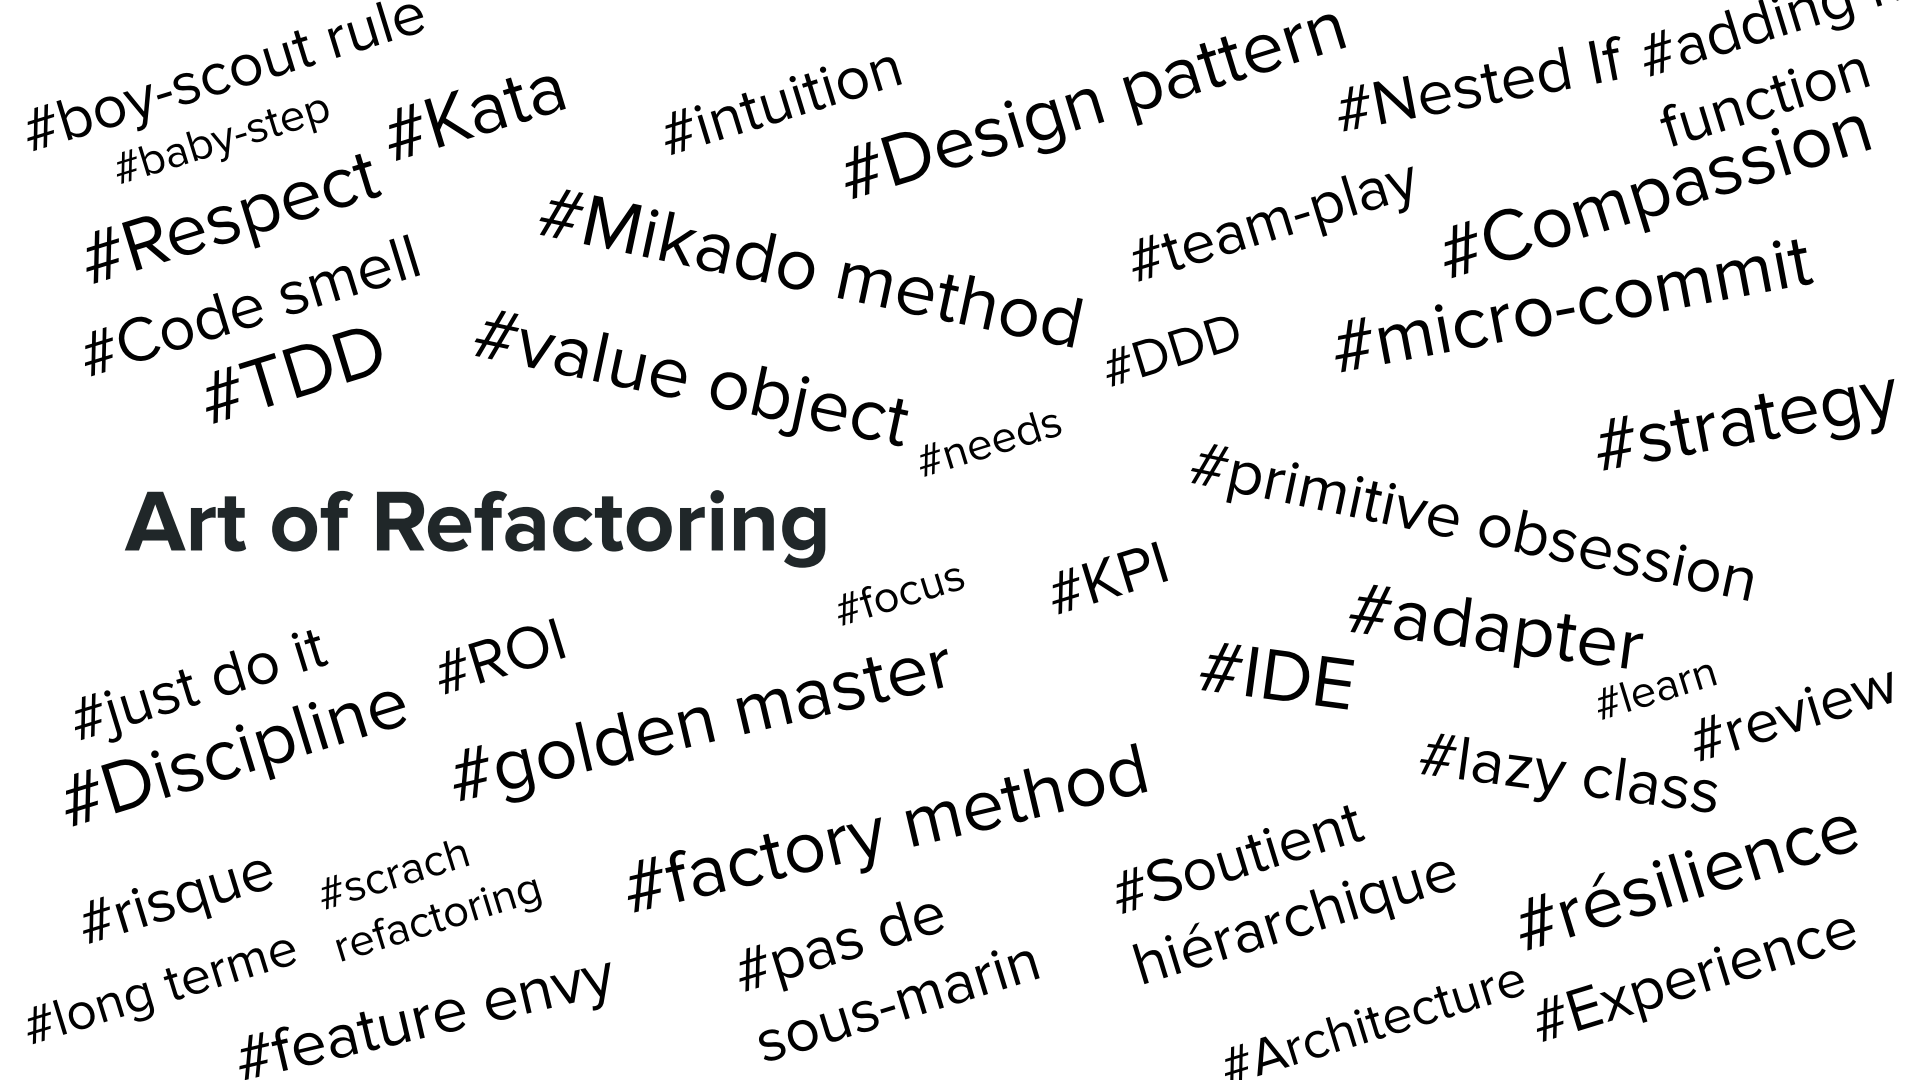 #boy-scout rule
#baby-step
#Kata
#intuition
#Design pattern
#Nested If
#adding
function
#Respect
#Mikado method
#team-play
#Compassion
#Code smell
#TDD
#value object
#DDD
#micro-commit
#needs
#strategy
#primitive obsession
Art of Refactoring
#focus
#KPI
#adapter
#just do it
#ROI
#IDE
#learn
#review
#Discipline
#golden master
#lazy class
#factory method
#risque
#scrach
refactoring
#Soutient
hiérarchique
#résilience
#long terme
#feature envy
#pas de
sous-marin
#Architecture
#Experience